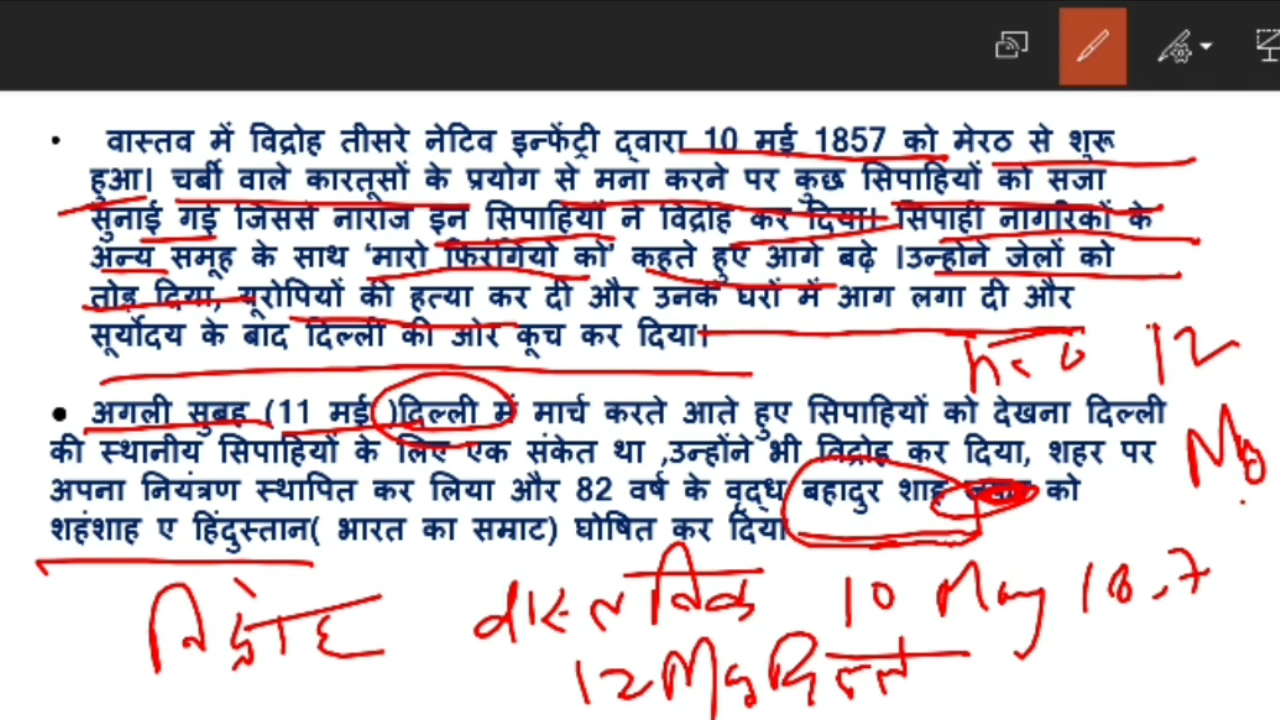 • वास्तव में विद्रोह तीसरे नेटिव इन्फेंट्री द्वारा 10 मई 1857 को मेरठ से शुरू
हुआ। चर्बी वाले कारतूसों के प्रयोग से मना करने पर कुछ सिपाहियों को सजा
सुनाई गई जिससे नाराज इन सिपाहियों ने विद्रोह कर दिया। सिपाही नागरिकों के
अन्य समूह के साथ ‘मारो फिरंगियो को’ कहते हुए आगे बढ़े ।उन्होने जेलों को
तोड़ दिया, यूरोपियों की हत्या कर दी और उनके घरों में आग लगा दी और
सूर्योदय के बाद दिल्ली की ओर कूच कर दिया।
12
● अगली सुबह (11 मई )दिल्ली में मार्च करते आते हुए सिपाहियों को देखना दिल्ली
की स्थानीय सिपाहियों के लिए एक संकेत था ,उन्होंने भी विद्रोह कर दिया, शहर पर
अपना नियंत्रण स्थापित कर लिया और 82 वर्ष के वृद्ध बहादुर शाह को
शहंशाह ए हिंदुस्तान( भारत का सम्राट) घोषित कर दिया
विद्रोह वास्तविक 10 May
12 May